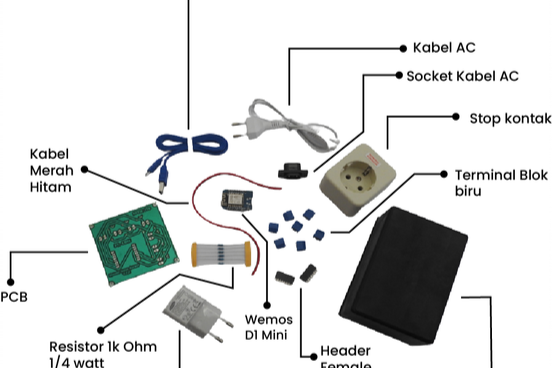 Kabel AC
Socket Kabel AC
Stop kontak
Kabel
Merah
Hitam
Terminal Blok
biru
PCB
Wemos
D1 Mini
Resistor 1k Ohm
1/4 watt
Header
Female